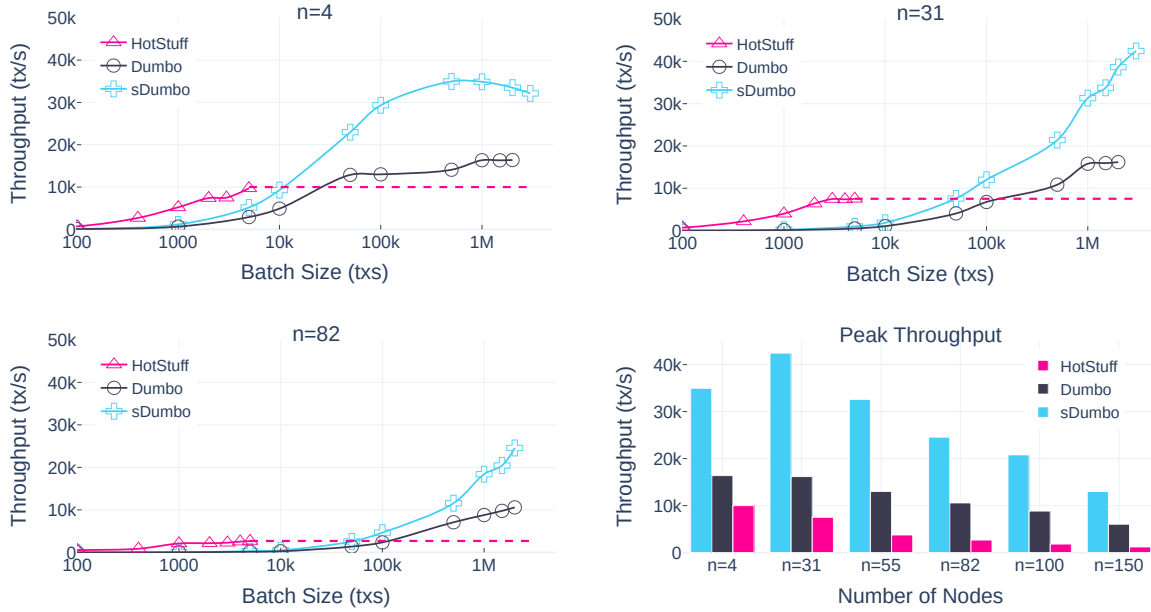 n=4
Throughput (tx/s)
50k
40k
30k
20k
10k
0
HotStuff
Dumbo
sDumbo
100 1000 10k 100k 1M
Batch Size (txs)
n=31
Throughput (tx/s)
50k
40k
30k
20k
10k
0
HotStuff
Dumbo
sDumbo
100 1000 10k 100k 1M
Batch Size (txs)
n=82
Throughput (tx/s)
50k
40k
30k
20k
10k
0
HotStuff
Dumbo
sDumbo
100 1000 10k 100k 1M
Batch Size (txs)
Peak Throughput
Throughput (tx/s)
40k
30k
20k
10k
0
HotStuff
Dumbo
sDumbo
n=4 n=31 n=55 n=82 n=100 n=150
Number of Nodes